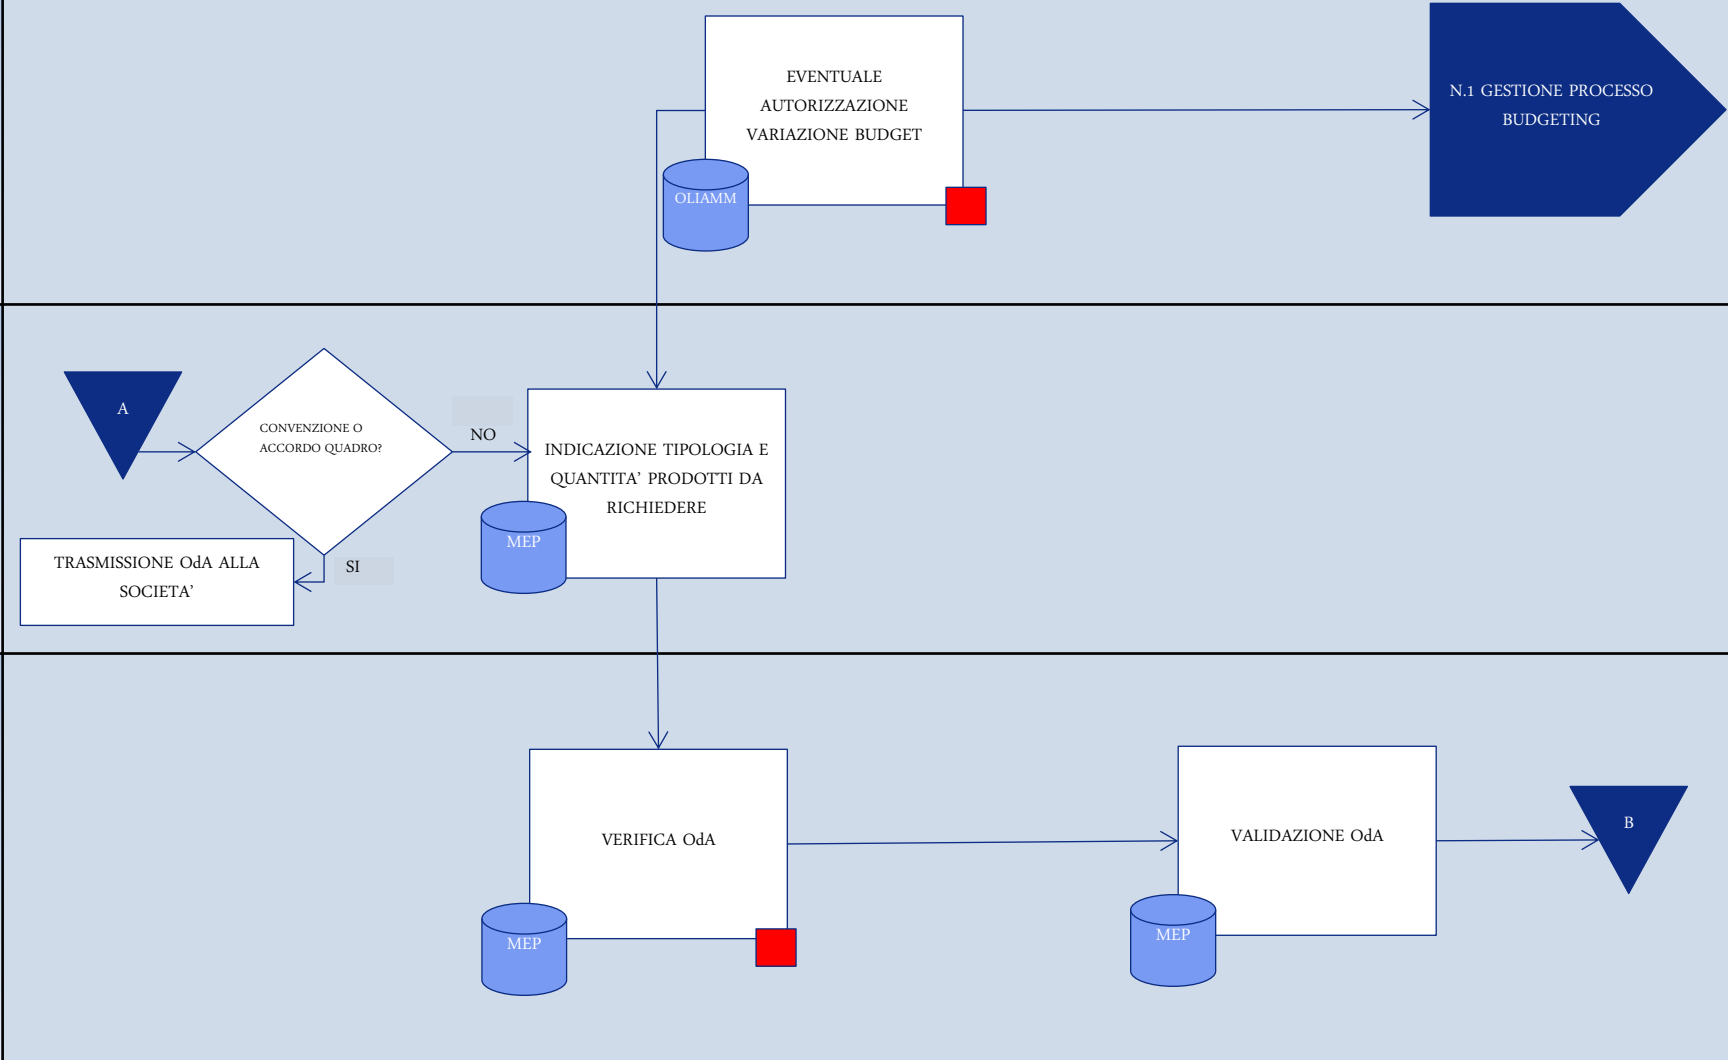 EVENTUALE
AUTORIZZAZIONE
VARIAZIONE BUDGET
OLIAMM
N.1 GESTIONE PROCESSO
BUDGETING
A
CONVENZIONE O
ACCORDO QUADRO?
NO
INDICAZIONE TIPOLOGIA E
QUANTITA’ PRODOTTI DA
RICHIEDERE
MEP
SI
TRASMISSIONE OdA ALLA
SOCIETA’
VERIFICA OdA
MEP
VALIDAZIONE OdA
MEP
B